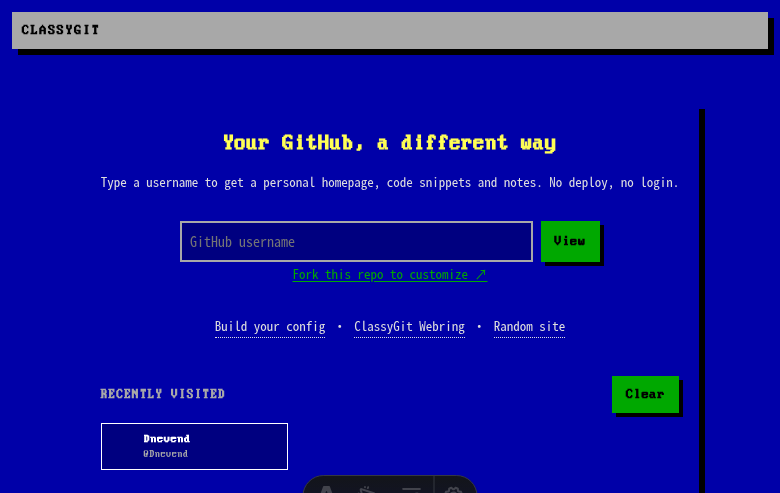 CLASSYGIT
Your GitHub, a different way
Type a username to get a personal homepage, code snippets and notes. No deploy, no login.
GitHub username
View
Fork this repo to customize ↗
Build your config • ClassyGit Webring • Random site
RECENTLY VISITED
Clear
Dnevend
@Dnevend